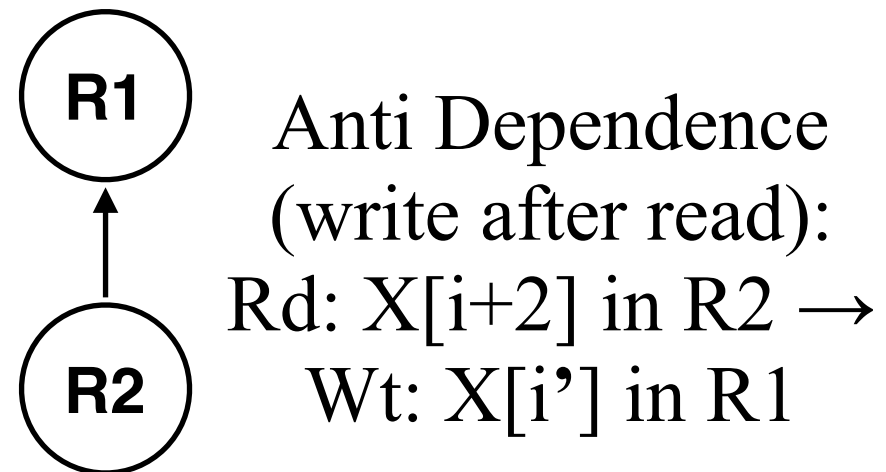 R1
Anti Dependence
(write after read):
Rd: X[i+2] in R2 →
Wt: X[i’] in R1
R2